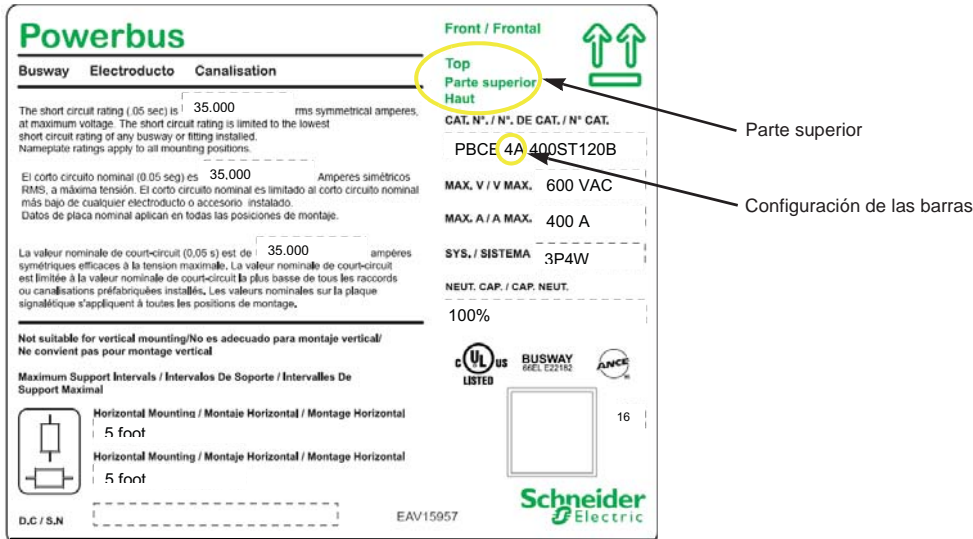 Powerbus
Busway Electroducto Canalisation
The short circuit rating (.05 sec) is 35.000 rms symmetrical amperes,
at maximum voltage. The short circuit rating is limited to the lowest
short circuit rating of any busway or fitting installed.
Nameplate ratings apply to all mounting positions.
El corto circuito nominal (0.05 seg) es 35,000 Amperes simétricos
RMS, a máxima tensión. El corto circuito nominal es limitado al corto circuito nominal
más bajo de cualquier electroducto o accesorio instalado.
Datos de placa nominal aplican en todas las posiciones de montaje.
La valeur nominale de court-circuit (0,05 s) est de 35.000 ampères
symétriques efficaces à la tension maximale. La valeur nominale de court-circuit
est limitée à la valeur nominale de court-circuit la plus basse de tous les raccords
ou canalisations préfabriquées installés. Les valeurs nominales sur la plaque
signalétique s'appliquent à toutes les positions de montage.
Not suitable for vertical mounting/No es adecuado para montaje vertical/
Ne convient pas pour montage vertical
Maximum Support Intervals / Intervalos De Soporte / Intervalles De
Support Maximal
Horizontal Mounting / Montaje Horizontal / Montage Horizontal
5 foot
Horizontal Mounting / Montaje Horizontal / Montage Horizontal
5 foot
D.C / S.N
EAV15957
Front / Frontal
Top
Parte superior
Haut
CAT. N°. / N°. DE CAT. / N° CAT.
PBCE 4A 400ST120B
MAX. V / V MAX. 600 VAC
MAX. A / A MAX. 400 A
SYS. / SISTEMA 3P4W
NEUT. CAP. / CAP. NEUT.
100%
c UL us
LISTED
BUSWAY
66EL E22182
ANCE
16
Schneider
Electric
Parte superior
Configuración de las barras